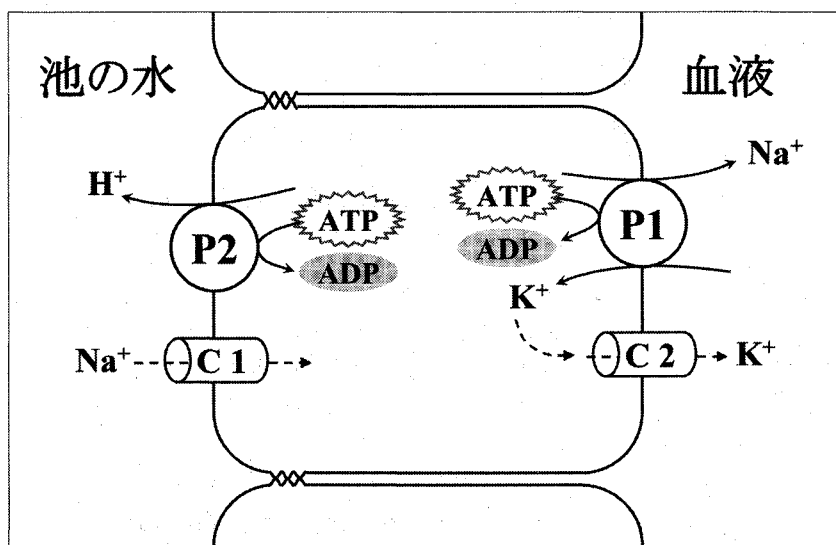 池の水
血液
H⁺
ATP
ADP
P2
Na⁺
C 1
ATP
ADP
Na⁺
P1
K⁺
C 2
K⁺